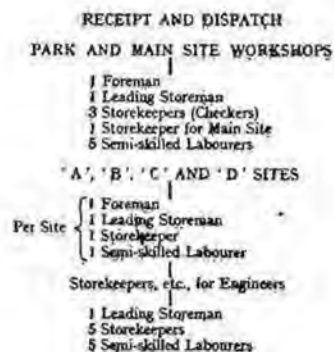 RECEIPT AND DISPATCH
PARK AND MAIN SITE WORKSHOPS
1 Foreman
1 Leading Storeman
3 Storekeepers (Checkers)
1 Storekeeper for Main Site
5 Semi-skilled Labourers
'A', 'B', 'C' AND 'D' SITES
Per Site
1 Foreman
1 Leading Storeman
1 Storekeeper
1 Semi-skilled Labourer
Storekeepers, etc., for Engineers
1 Leading Storeman
5 Storekeepers
5 Semi-skilled Labourers